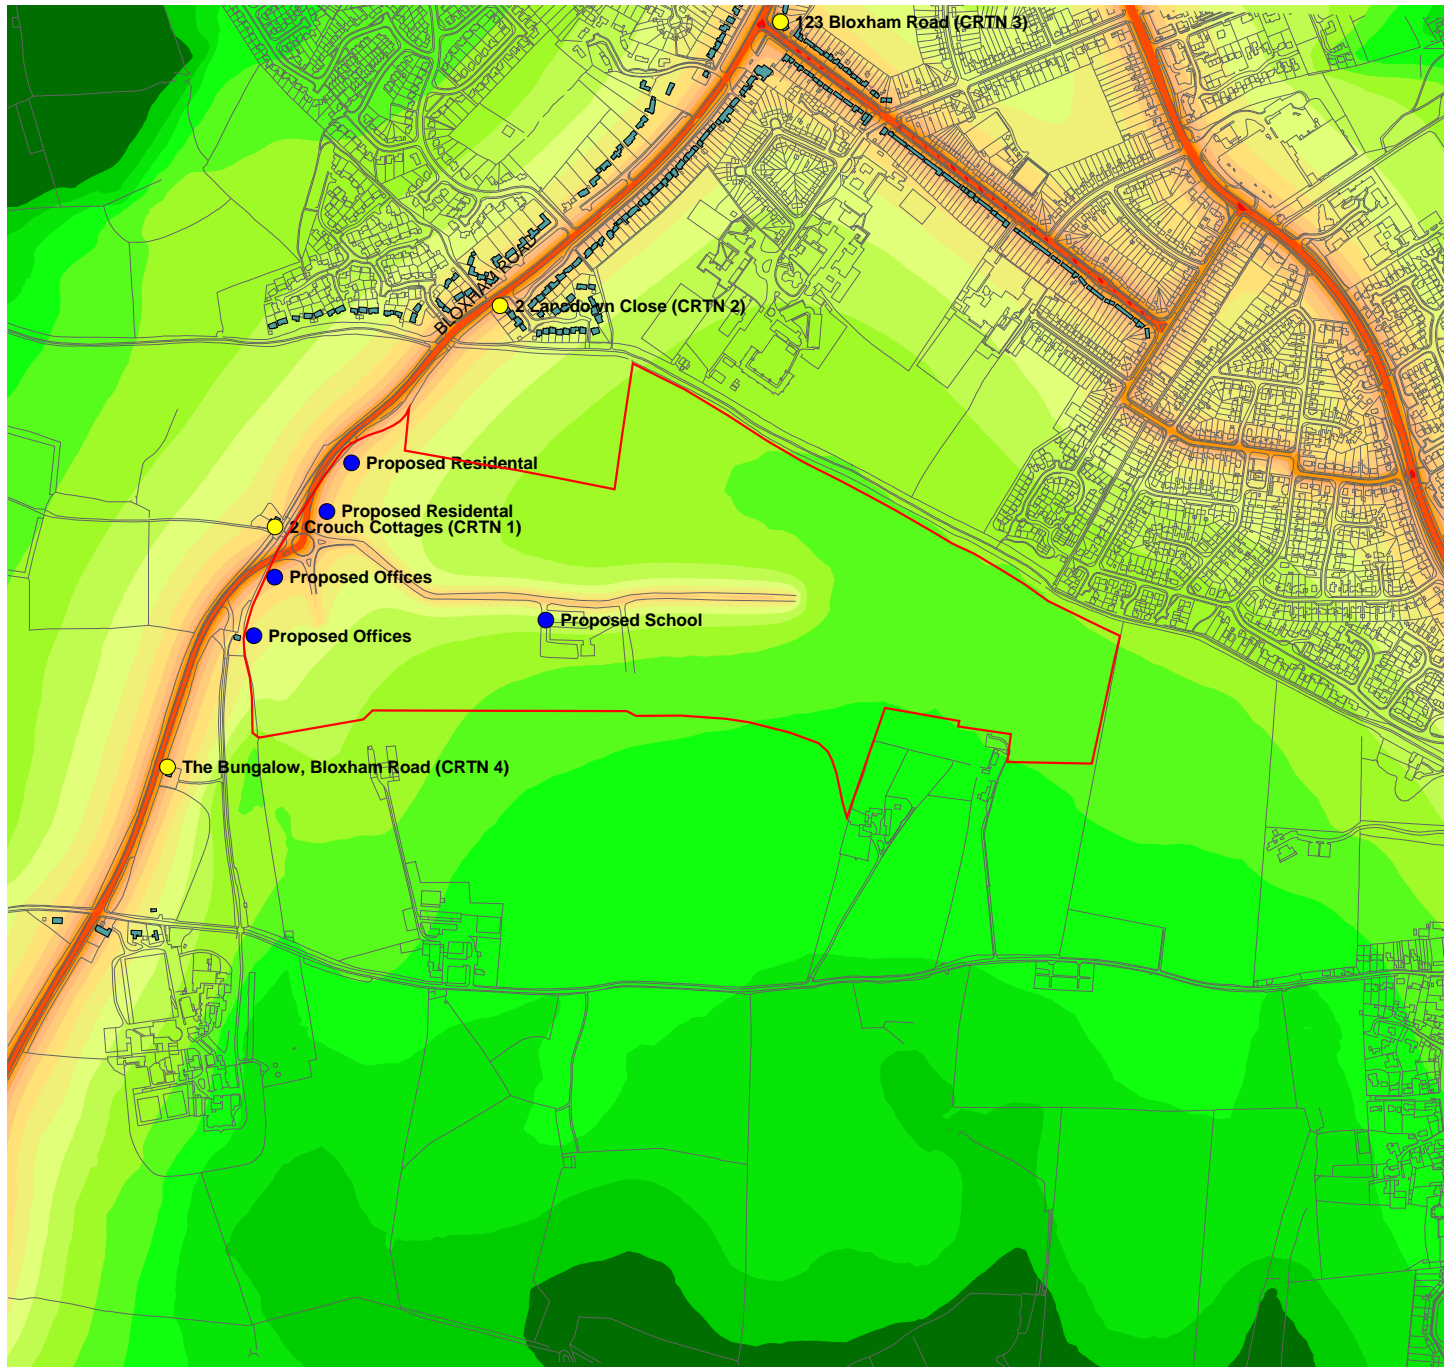 123 Bloxham Road (CRTN 3)
BLOXHAM ROAD
2 Lansdown Close (CRTN 2)
Proposed Residental
Proposed Residental
2 Crouch Cottages (CRTN 1)
Proposed Offices
Proposed School
Proposed Offices
The Bungalow, Bloxham Road (CRTN 4)